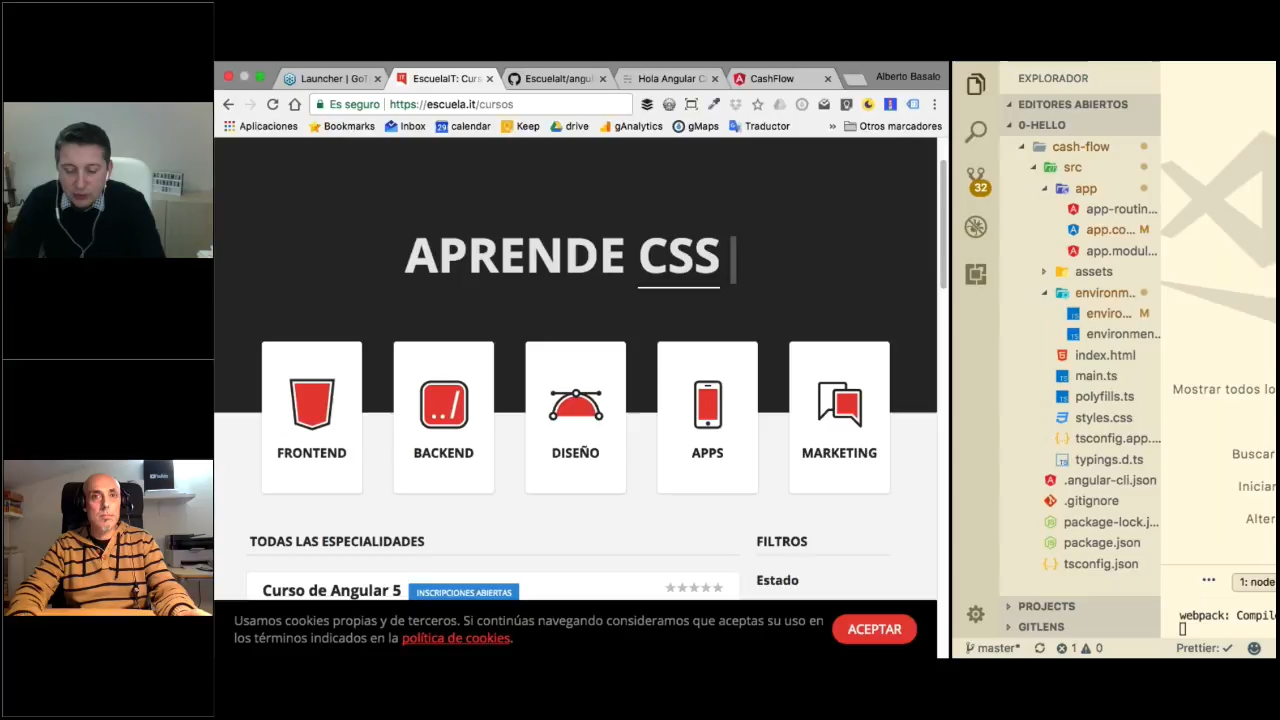 Launcher | GoT
EscuelaIT: Curs
EscuelaIt/angu
Hola Angular C
CashFlow
Alberto Basalo
Es seguro
https://escuela.it/cursos
Aplicaciones
Bookmarks
Inbox
calendar
Keep
drive
gAnalytics
gMaps
Traductor
»
Otros marcadores
APRENDE CSS
FRONTEND
BACKEND
DISEÑO
APPS
MARKETING
TODAS LAS ESPECIALIDADES
FILTROS
Curso de Angular 5
INSCRIPCIONES ABIERTAS
Estado
Usamos cookies propias y de terceros. Si continúas navegando consideramos que aceptas su uso en
los términos indicados en la política de cookies.
ACEPTAR
EXPLORADOR
EDITORES ABIERTOS
0-HELLO
cash-flow
src
app
app-routin...
app.co... M
app.modul...
assets
environm...
enviro... M
environmen...
index.html
main.ts
polyfills.ts
styles.css
tsconfig.app....
typings.d.ts
.angular-cli.json
.gitignore
package-lock.j...
package.json
tsconfig.json
PROJECTS
GITLENS
32
Mostrar todos lo
Buscar
Iniciar
Alter
••• 1: node
webpack: Compil
master* 1 0 Prettier: ✓